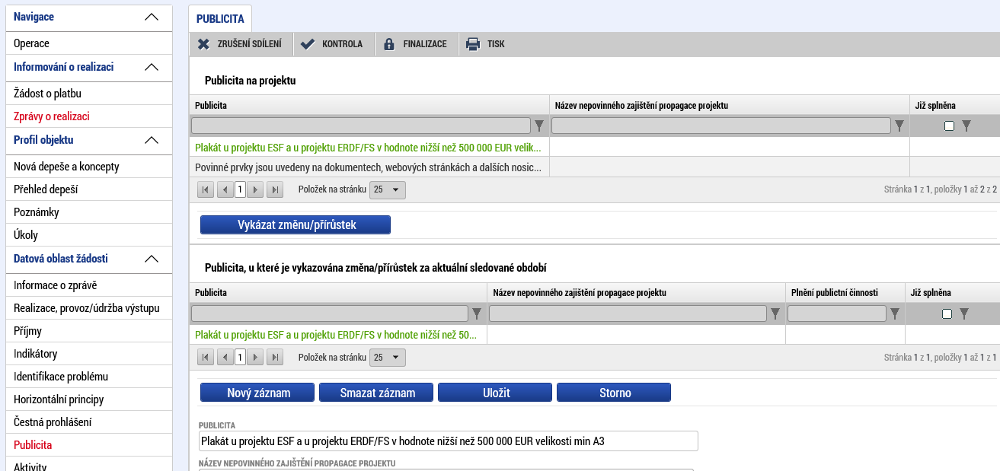 Navigace
Operace
Informování o realizaci
Žádost o platbu
Zprávy o realizaci
Profil objektu
Nová depeše a koncepty
Přehled depeší
Poznámky
Úkoly
Datová oblast žádosti
Informace o zprávě
Realizace, provoz/údržba výstupu
Příjmy
Indikátory
Identifikace problému
Horizontální principy
Čestná prohlášení
Publicita
Aktivity
PUBLICITA
ZRUŠENÍ SDÍLENÍ KONTROLA FINALIZACE TISK
Publicita na projektu
Publicita Název nepovinného zajištění propagace projektu Již splněna
Plakát u projektu ESF a u projektu ERDF/FS v hodnote nižší než 500 000 EUR velik...
Povinné prvky jsou uvedeny na dokumentech, webových stránkách a dalších nosic...
1 Položek na stránku 25 Stránka 1 z 1, položky 1 až 2 z 2
Vykázat změnu/přírůstek
Publicita, u které je vykazována změna/přírůstek za aktuální sledované období
Publicita Název nepovinného zajištění propagace projektu Plnění publictní činnosti Již splněna
Plakát u projektu ESF a u projektu ERDF/FS v hodnote nižší než 50...
1 Položek na stránku 25 Stránka 1 z 1, položky 1 až 1 z 1
Nový záznam Smazat záznam Uložit Storno
PUBLICITA
Plakát u projektu ESF a u projektu ERDF/FS v hodnote nižší než 500 000 EUR velikosti min A3
NÁZEV NEPOVINNÉHO ZAJIŠTĚNÍ PROPAGACE PROJEKTU